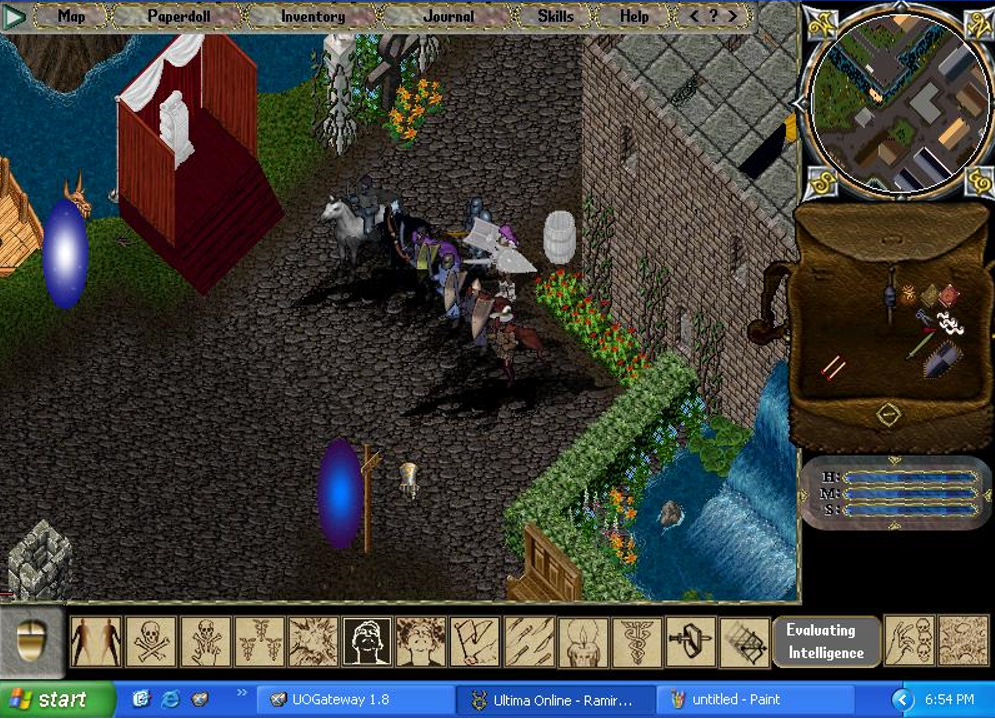 Map
Paperdoll
Inventory
Journal
Skills
Help
< ? >
H:
M:
S:
Evaluating
Intelligence
start
»
UOGateway 1.8
Ultima Online - Ramir...
untitled - Paint
6:54 PM